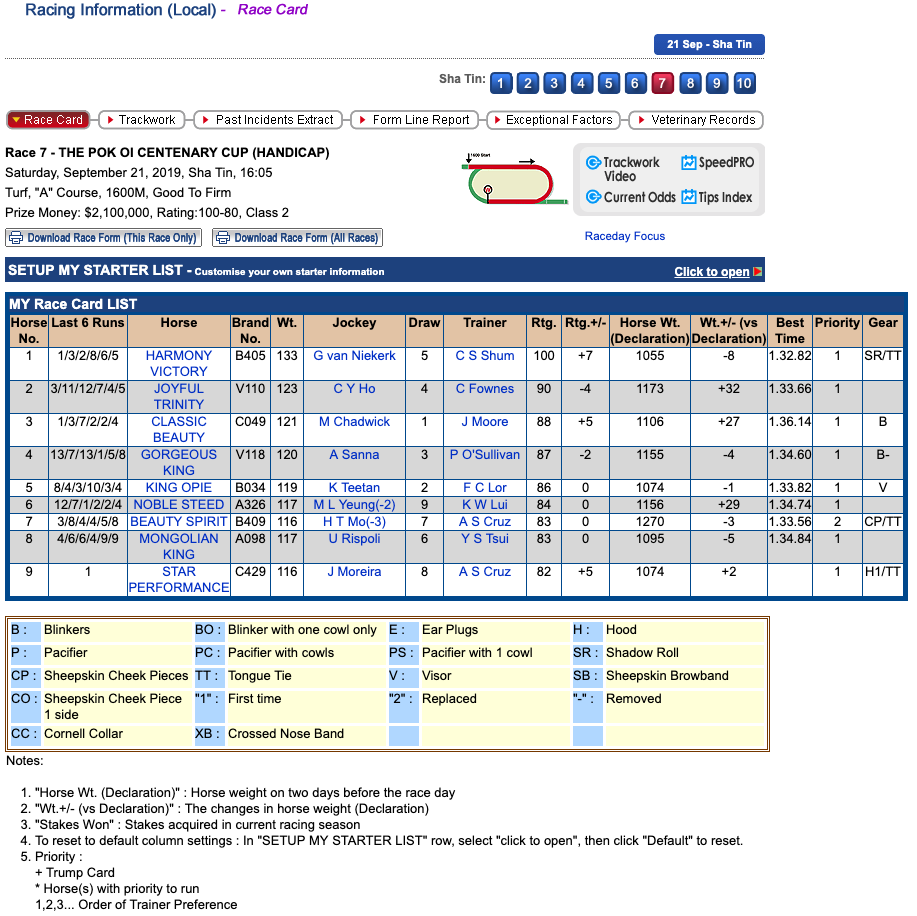 Racing Information (Local) - Race Card
21 Sep - Sha Tin
Sha Tin: 1 2 3 4 5 6 7 8 9 10
Race Card Trackwork Past Incidents Extract Form Line Report Exceptional Factors Veterinary Records
Race 7 - THE POK OI CENTENARY CUP (HANDICAP)
Saturday, September 21, 2019, Sha Tin, 16:05
Turf, "A" Course, 1600M, Good To Firm
Prize Money: $2,100,000, Rating:100-80, Class 2
Download Race Form (This Race Only) Download Race Form (All Races)
1600 Start
Trackwork Video SpeedPRO
Current Odds Tips Index
Raceday Focus
SETUP MY STARTER LIST - Customise your own starter information Click to open
MY Race Card LIST
Horse No. Last 6 Runs Horse Brand No. Wt. Jockey Draw Trainer Rtg. Rtg.+/- Horse Wt. (Declaration) Wt.+/- (vs Declaration) Best Time Priority Gear
1 1/3/2/8/6/5 HARMONY VICTORY B405 133 G van Niekerk 5 C S Shum 100 +7 1055 -8 1.32.82 1 SR/TT
2 3/11/12/7/4/5 JOYFUL TRINITY V110 123 C Y Ho 4 C Fownes 90 -4 1173 +32 1.33.66 1
3 1/3/7/2/2/4 CLASSIC BEAUTY C049 121 M Chadwick 1 J Moore 88 +5 1106 +27 1.36.14 1 B
4 13/7/13/1/5/8 GORGEOUS KING V118 120 A Sanna 3 P O'Sullivan 87 -2 1155 -4 1.34.60 1 B-
5 8/4/3/10/3/4 KING OPIE B034 119 K Teetan 2 F C Lor 86 0 1074 -1 1.33.82 1 V
6 12/7/1/2/2/4 NOBLE STEED A326 117 M L Yeung(-2) 9 K W Lui 84 0 1156 +29 1.34.74 1
7 3/8/4/4/5/8 BEAUTY SPIRIT B409 116 H T Mo(-3) 7 A S Cruz 83 0 1270 -3 1.33.56 2 CP/TT
8 4/6/6/4/9/9 MONGOLIAN KING A098 117 U Rispoli 6 Y S Tsui 83 0 1095 -5 1.34.84 1
9 1 STAR PERFORMANCE C429 116 J Moreira 8 A S Cruz 82 +5 1074 +2 1 H1/TT
B : Blinkers BO : Blinker with one cowl only E : Ear Plugs H : Hood
P : Pacifier PC : Pacifier with cowls PS : Pacifier with 1 cowl SR : Shadow Roll
CP : Sheepskin Cheek Pieces TT : Tongue Tie V : Visor SB : Sheepskin Browband
CO : Sheepskin Cheek Piece 1 side "1" : First time "2" : Replaced "-" : Removed
CC : Cornell Collar XB : Crossed Nose Band
Notes:
1. "Horse Wt. (Declaration)" : Horse weight on two days before the race day
2. "Wt.+/- (vs Declaration)" : The changes in horse weight (Declaration)
3. "Stakes Won" : Stakes acquired in current racing season
4. To reset to default column settings : In "SETUP MY STARTER LIST" row, select "click to open", then click "Default" to reset.
5. Priority :
+ Trump Card
* Horse(s) with priority to run
1,2,3... Order of Trainer Preference